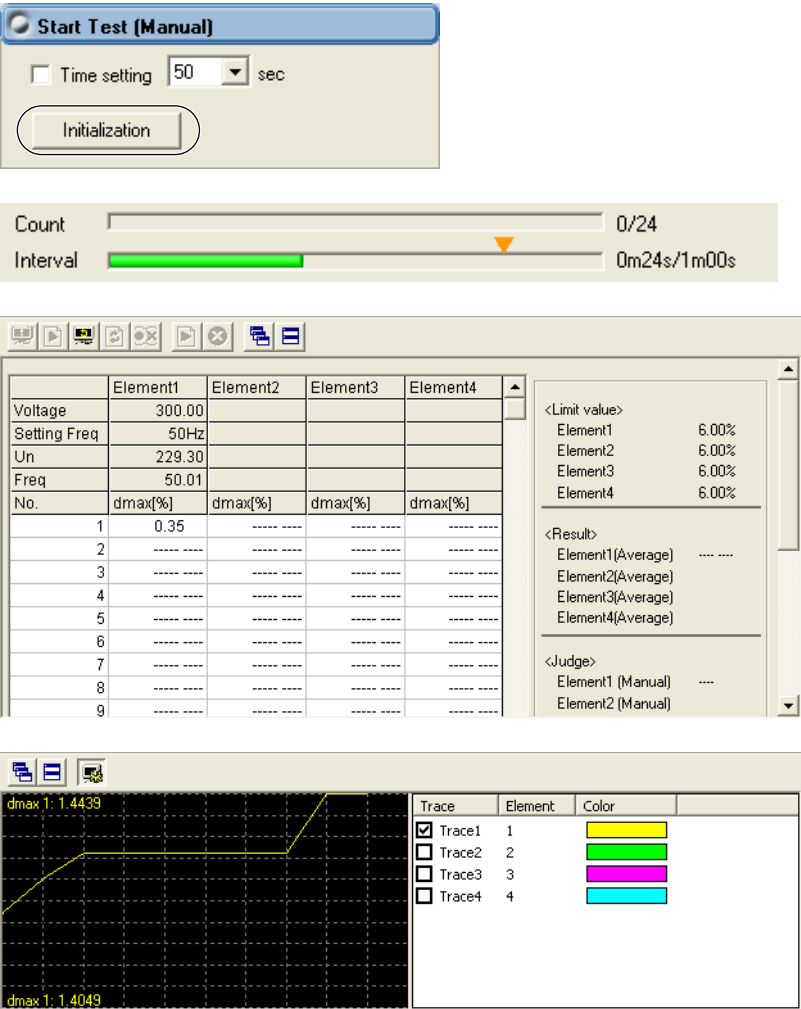 Start Test (Manual)
Time setting 50 sec
Initialization
Count 0/24
Interval 0m24s/1m00s
Element1 Element2 Element3 Element4
Voltage 300.00
Setting Freq 50Hz
Un 229.30
Freq 50.01
No. dmax[%] dmax[%] dmax[%] dmax[%]
1 0.35 ----- ---- ----- ---- ----- ----
2 ----- ---- ----- ---- ----- ---- ----- ----
3 ----- ---- ----- ---- ----- ---- ----- ----
4 ----- ---- ----- ---- ----- ---- ----- ----
5 ----- ---- ----- ---- ----- ---- ----- ----
6 ----- ---- ----- ---- ----- ---- ----- ----
7 ----- ---- ----- ---- ----- ---- ----- ----
8 ----- ---- ----- ---- ----- ---- ----- ----
9 ----- ---- ----- ---- ----- ---- ----- ----
<Limit value>
Element1 6.00%
Element2 6.00%
Element3 6.00%
Element4 6.00%
<Result>
Element1(Average) ---- ----
Element2(Average)
Element3(Average)
Element4(Average)
<Judge>
Element1 (Manual) ----
Element2 (Manual)
dmax 1: 1.4439
dmax 1: 1.4049
Trace Element Color
Trace1 1
Trace2 2
Trace3 3
Trace4 4